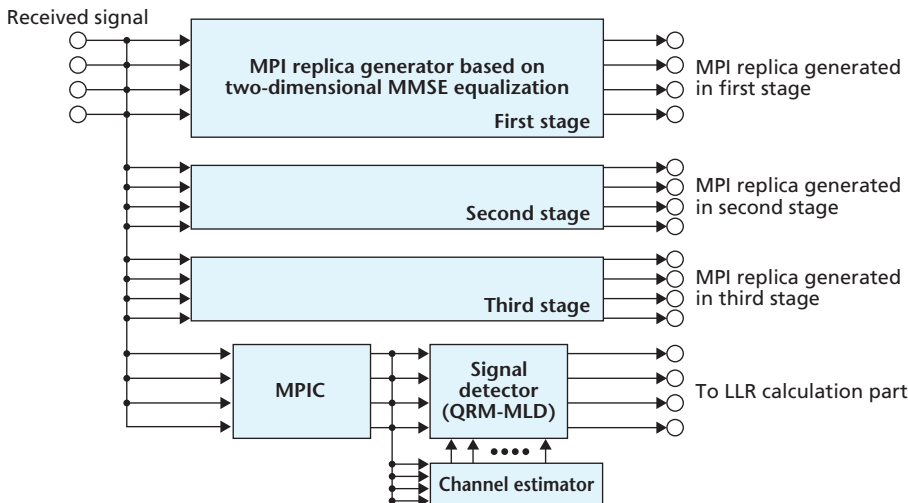 Received signal
MPI replica generator based on
two-dimensional MMSE equalization
First stage
MPI replica generated
in first stage
Second stage
MPI replica generated
in second stage
Third stage
MPI replica generated
in third stage
MPIC
Signal
detector
(QRM-MLD)
To LLR calculation part
Channel estimator